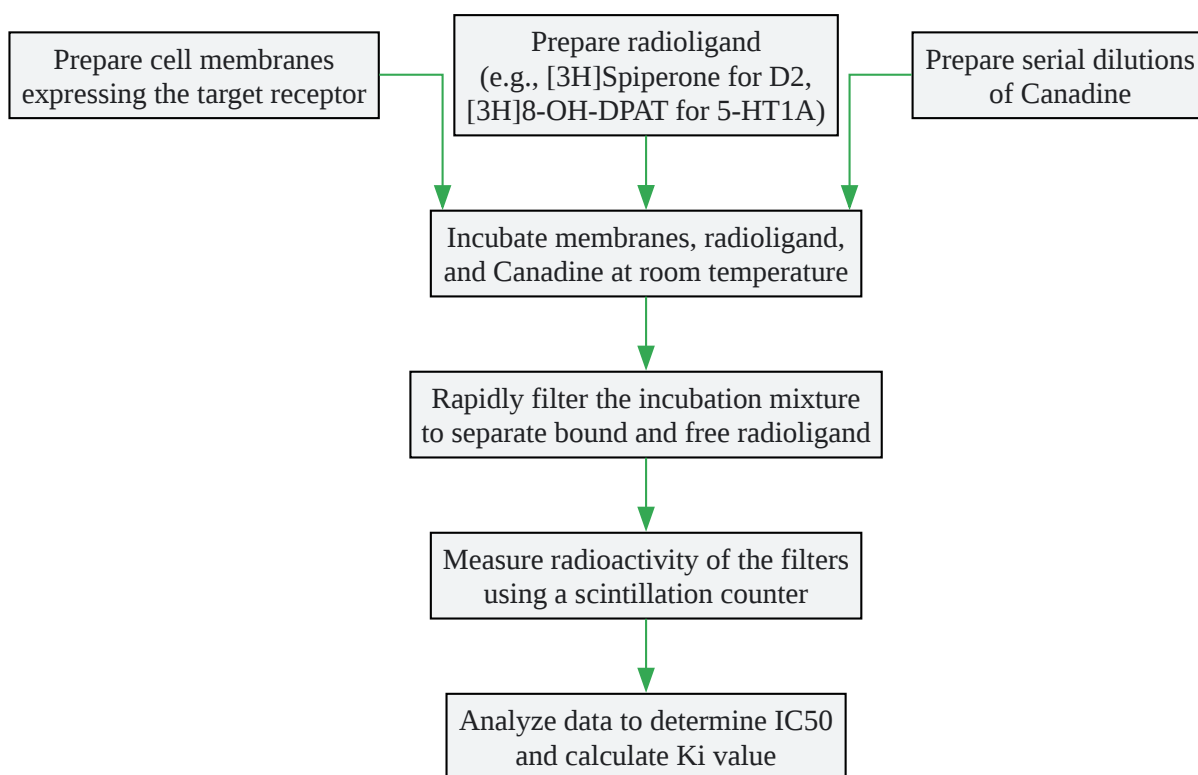 Prepare cell membranes
expressing the target receptor
Prepare radioligand
(e.g., [3H]Spiperone for D2,
[3H]8-OH-DPAT for 5-HT1A)
Prepare serial dilutions
of Canadine
Incubate membranes, radioligand,
and Canadine at room temperature
Rapidly filter the incubation mixture
to separate bound and free radioligand
Measure radioactivity of the filters
using a scintillation counter
Analyze data to determine IC50
and calculate Ki value